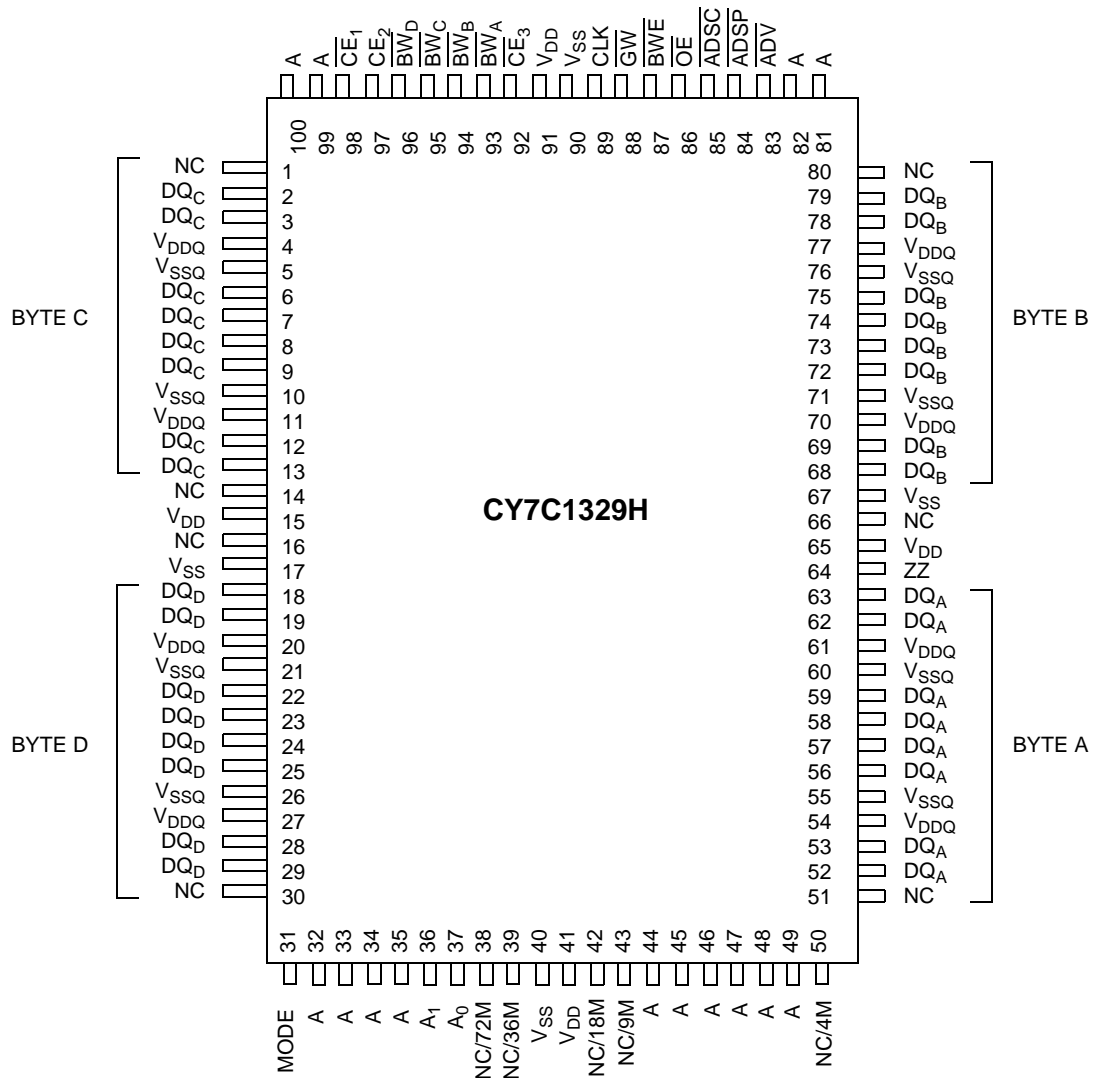 A A CE1 CE2 BWD BWC BWB BWA CE3 VDD VSS CLK GW BWE OE ADSC ADSP ADV A A
100 99 98 97 96 95 94 93 92 91 90 89 88 87 86 85 84 83 82 81
BYTE C
NC 1
DQC 2
DQC 3
VDDQ 4
VSSQ 5
DQC 6
DQC 7
DQC 8
DQC 9
VSSQ 10
VDDQ 11
DQC 12
DQC 13
NC 14
VDD 15
NC 16
VSS 17
BYTE D
DQD 18
DQD 19
VDDQ 20
VSSQ 21
DQD 22
DQD 23
DQD 24
DQD 25
VSSQ 26
VDDQ 27
DQD 28
DQD 29
NC 30
CY7C1329H
80 NC
79 DQB
78 DQB
77 VDDQ
76 VSSQ
75 DQB
74 DQB
73 DQB
72 DQB
71 VSSQ
70 VDDQ
69 DQB
68 DQB
BYTE B
67 VSS
66 NC
65 VDD
64 ZZ
63 DQA
62 DQA
61 VDDQ
60 VSSQ
59 DQA
58 DQA
57 DQA
56 DQA
55 VSSQ
54 VDDQ
53 DQA
52 DQA
51 NC
BYTE A
31 32 33 34 35 36 37 38 39 40 41 42 43 44 45 46 47 48 49 50
MODE A A A A A1 A0 NC/72M NC/36M VSS VDD NC/18M NC/9M A A A A A A NC/4M